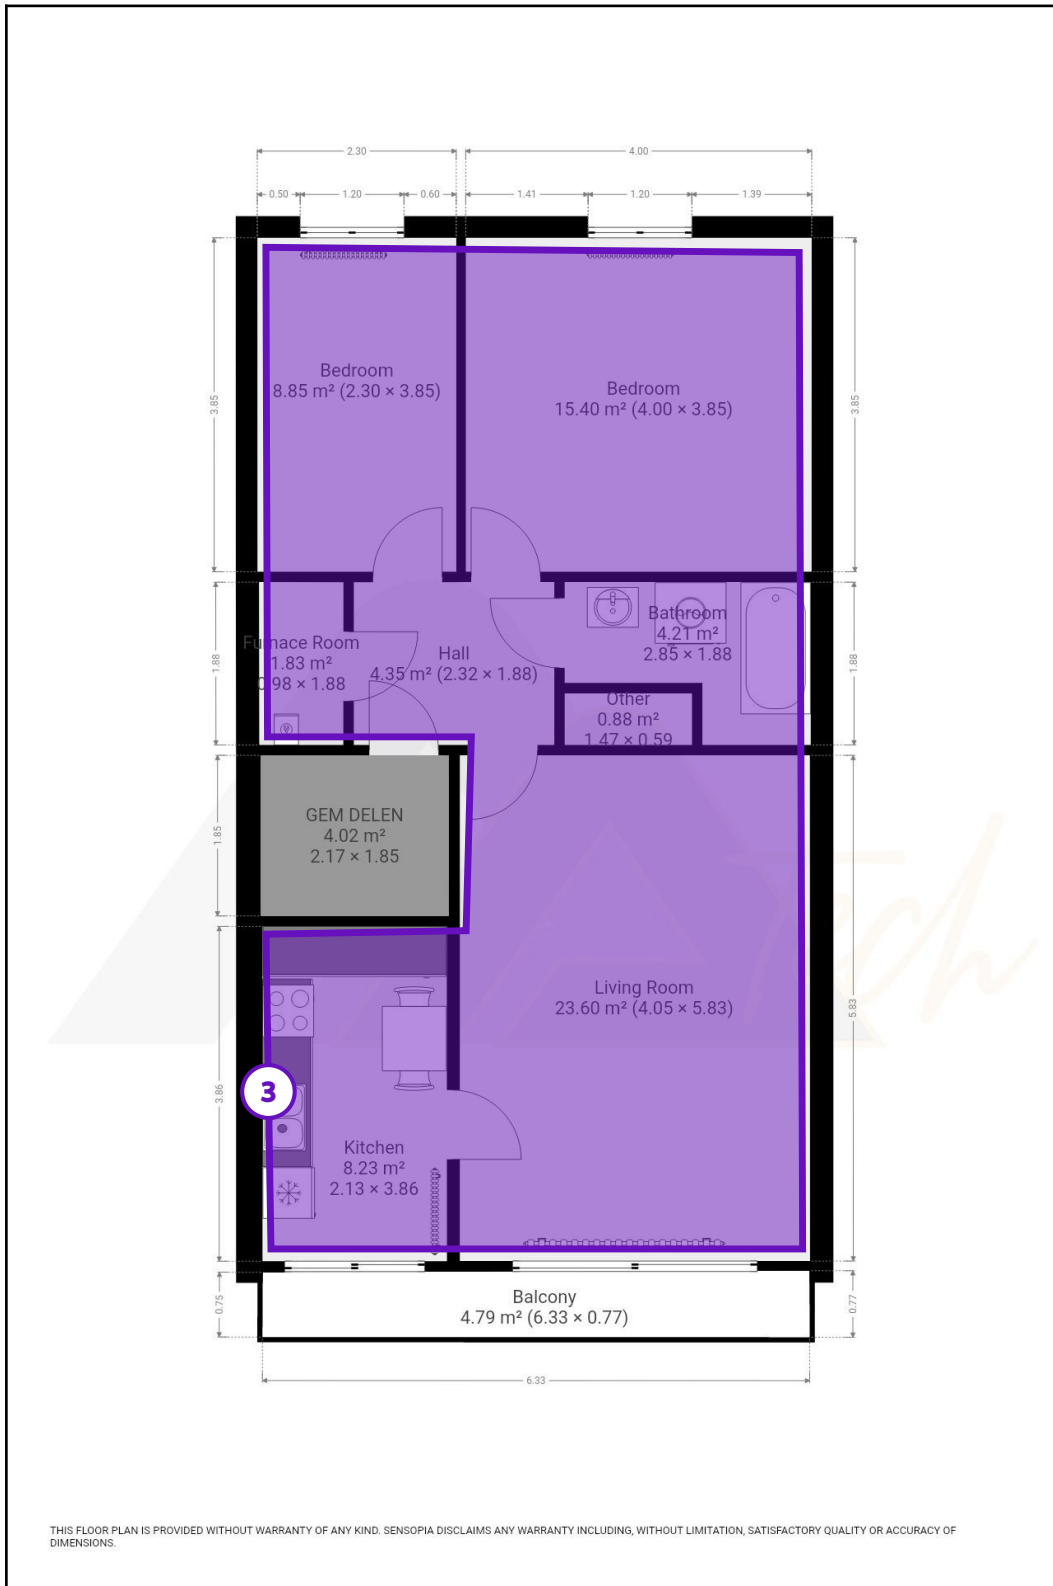 2.30
4.00
0.50
1.20
0.60
1.41
1.20
1.39
3.85
3.85
Bedroom
8.85 m² (2.30 × 3.85)
Bedroom
15.40 m² (4.00 × 3.85)
1.88
1.88
Furnace Room
1.83 m²
0.98 × 1.88
Hall
4.35 m² (2.32 × 1.88)
Bathroom
4.21 m²
2.85 × 1.88
Other
0.88 m²
1.47 × 0.59
1.85
GEM DELEN
4.02 m²
2.17 × 1.85
Tech
Living Room
23.60 m² (4.05 × 5.83)
5.83
3.86
3
Kitchen
8.23 m²
2.13 × 3.86
0.75
0.77
Balcony
4.79 m² (6.33 × 0.77)
6.33
THIS FLOOR PLAN IS PROVIDED WITHOUT WARRANTY OF ANY KIND. SENSOPIA DISCLAIMS ANY WARRANTY INCLUDING, WITHOUT LIMITATION, SATISFACTORY QUALITY OR ACCURACY OF
DIMENSIONS.